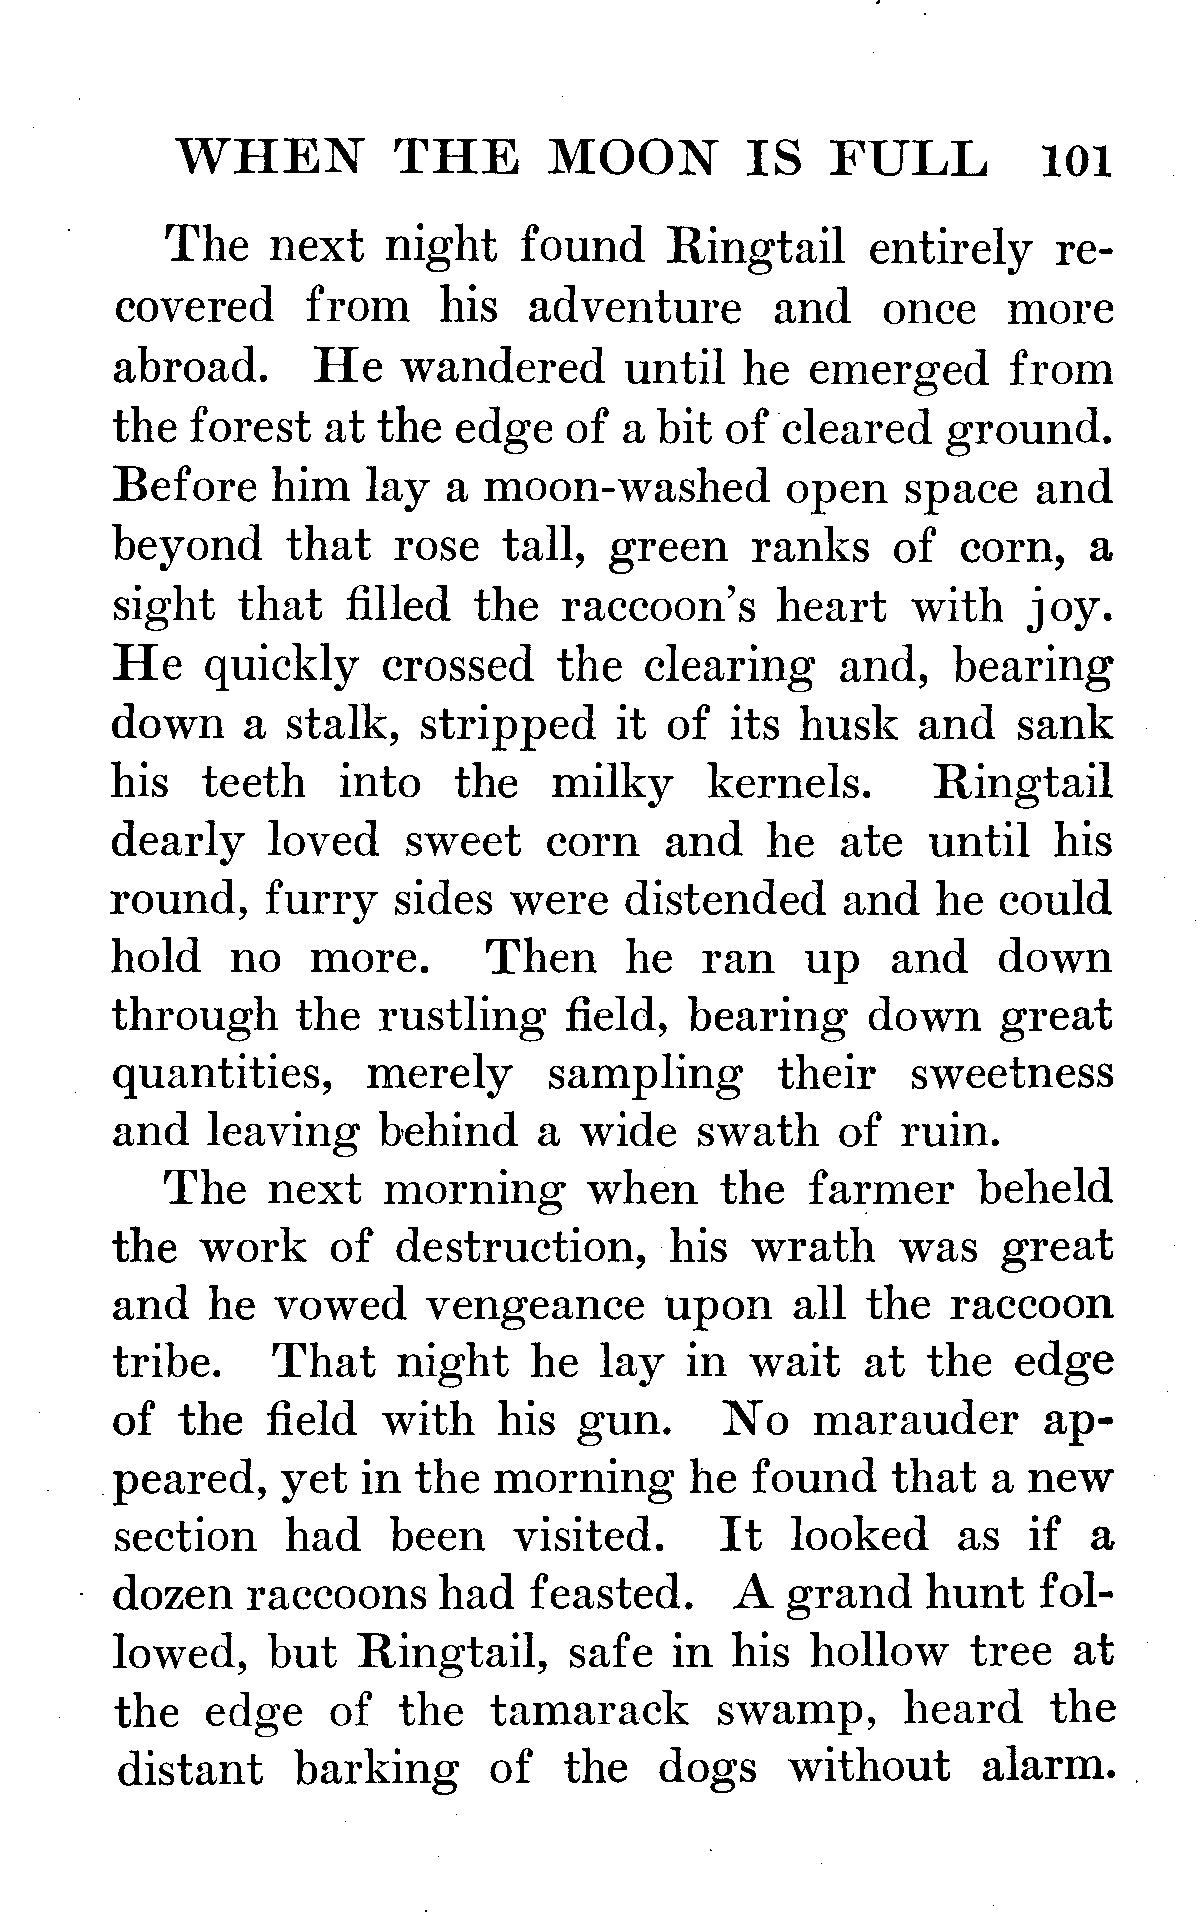 WHEN THE MOON IS FULL 101
The next night found Ringtail entirely re-
covered from his adventure and once more
abroad. He wandered until he emerged from
the forest at the edge of a bit of cleared ground.
Before him lay a moon-washed open space and
beyond that rose tall, green ranks of corn, a
sight that filled the raccoon's heart with joy.
He quickly crossed the clearing and, bearing
down a stalk, stripped it of its husk and sank
his teeth into the milky kernels. Ringtail
dearly loved sweet corn and he ate until his
round, furry sides were distended and he could
hold no more. Then he ran up and down
through the rustling field, bearing down great
quantities, merely sampling their sweetness
and leaving behind a wide swath of ruin.
The next morning when the farmer beheld
the work of destruction, his wrath was great
and he vowed vengeance upon all the raccoon
tribe. That night he lay in wait at the edge
of the field with his gun. No marauder ap-
peared, yet in the morning he found that a new
section had been visited. It looked as if a
dozen raccoons had feasted. A grand hunt fol-
lowed, but Ringtail, safe in his hollow tree at
the edge of the tamarack swamp, heard the
distant barking of the dogs without alarm.